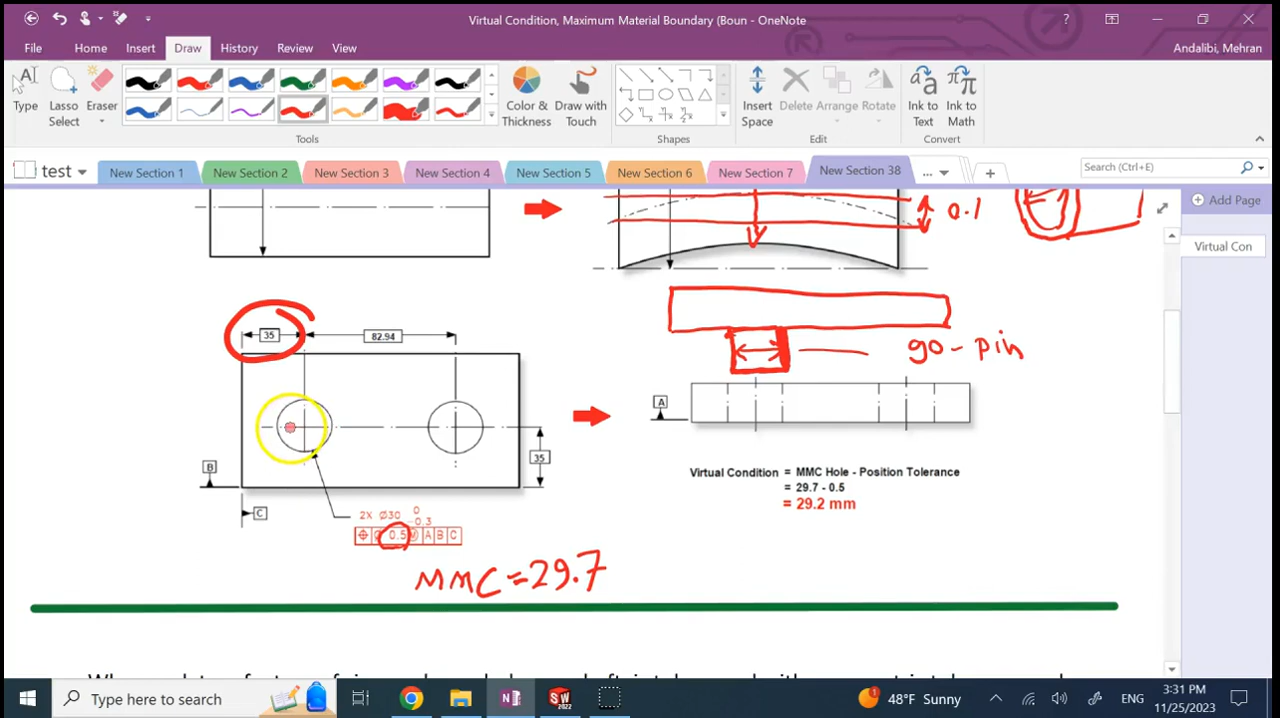 Virtual Condition, Maximum Material Boundary (Boun - OneNote
?
Andalibi, Mehran
File Home Insert Draw History Review View
Type
Lasso Select
Eraser
Color & Thickness
Draw with Touch
Insert Space
Delete
Arrange
Rotate
Ink to Text
Ink to Math
Tools
Shapes
Edit
Convert
test
New Section 1
New Section 2
New Section 3
New Section 4
New Section 5
New Section 6
New Section 7
New Section 38
...
Search (Ctrl+E)
Add Page
Virtual Con
0.1
35
82.94
go-pin
A
35
B
C
2X Ø30 0
-0.3
0.5 M A B C
Virtual Condition = MMC Hole - Position Tolerance
= 29.7 - 0.5
= 29.2 mm
MMC = 29.7
Type here to search
48°F Sunny
ENG
3:31 PM
11/25/2023
1
SW
2022